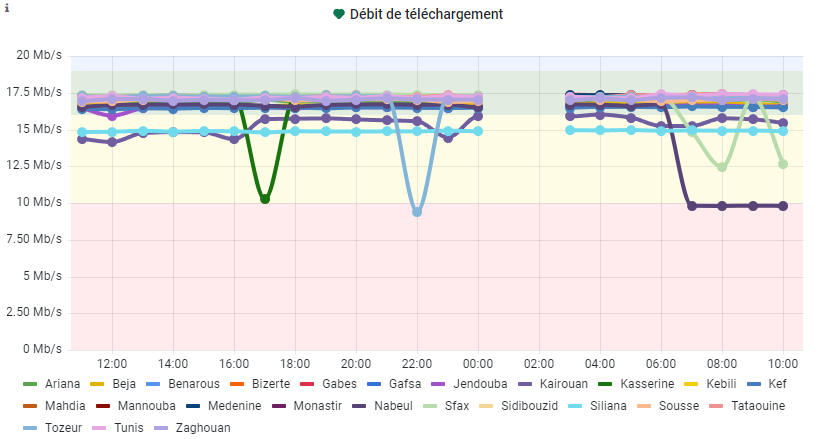 i
Débit de téléchargement
20 Mb/s
17.5 Mb/s
15 Mb/s
12.5 Mb/s
10 Mb/s
7.50 Mb/s
5 Mb/s
2.50 Mb/s
0 Mb/s
12:00 14:00 16:00 18:00 20:00 22:00 00:00 02:00 04:00 06:00 08:00 10:00
Ariana Beja Benarous Bizerte Gabes Gafsa Jendouba Kairouan Kasserine Kebili Kef
Mahdia Mannouba Medenine Monastir Nabeul Sfax Sidibouzid Siliana Sousse Tataouine
Tozeur Tunis Zaghouan